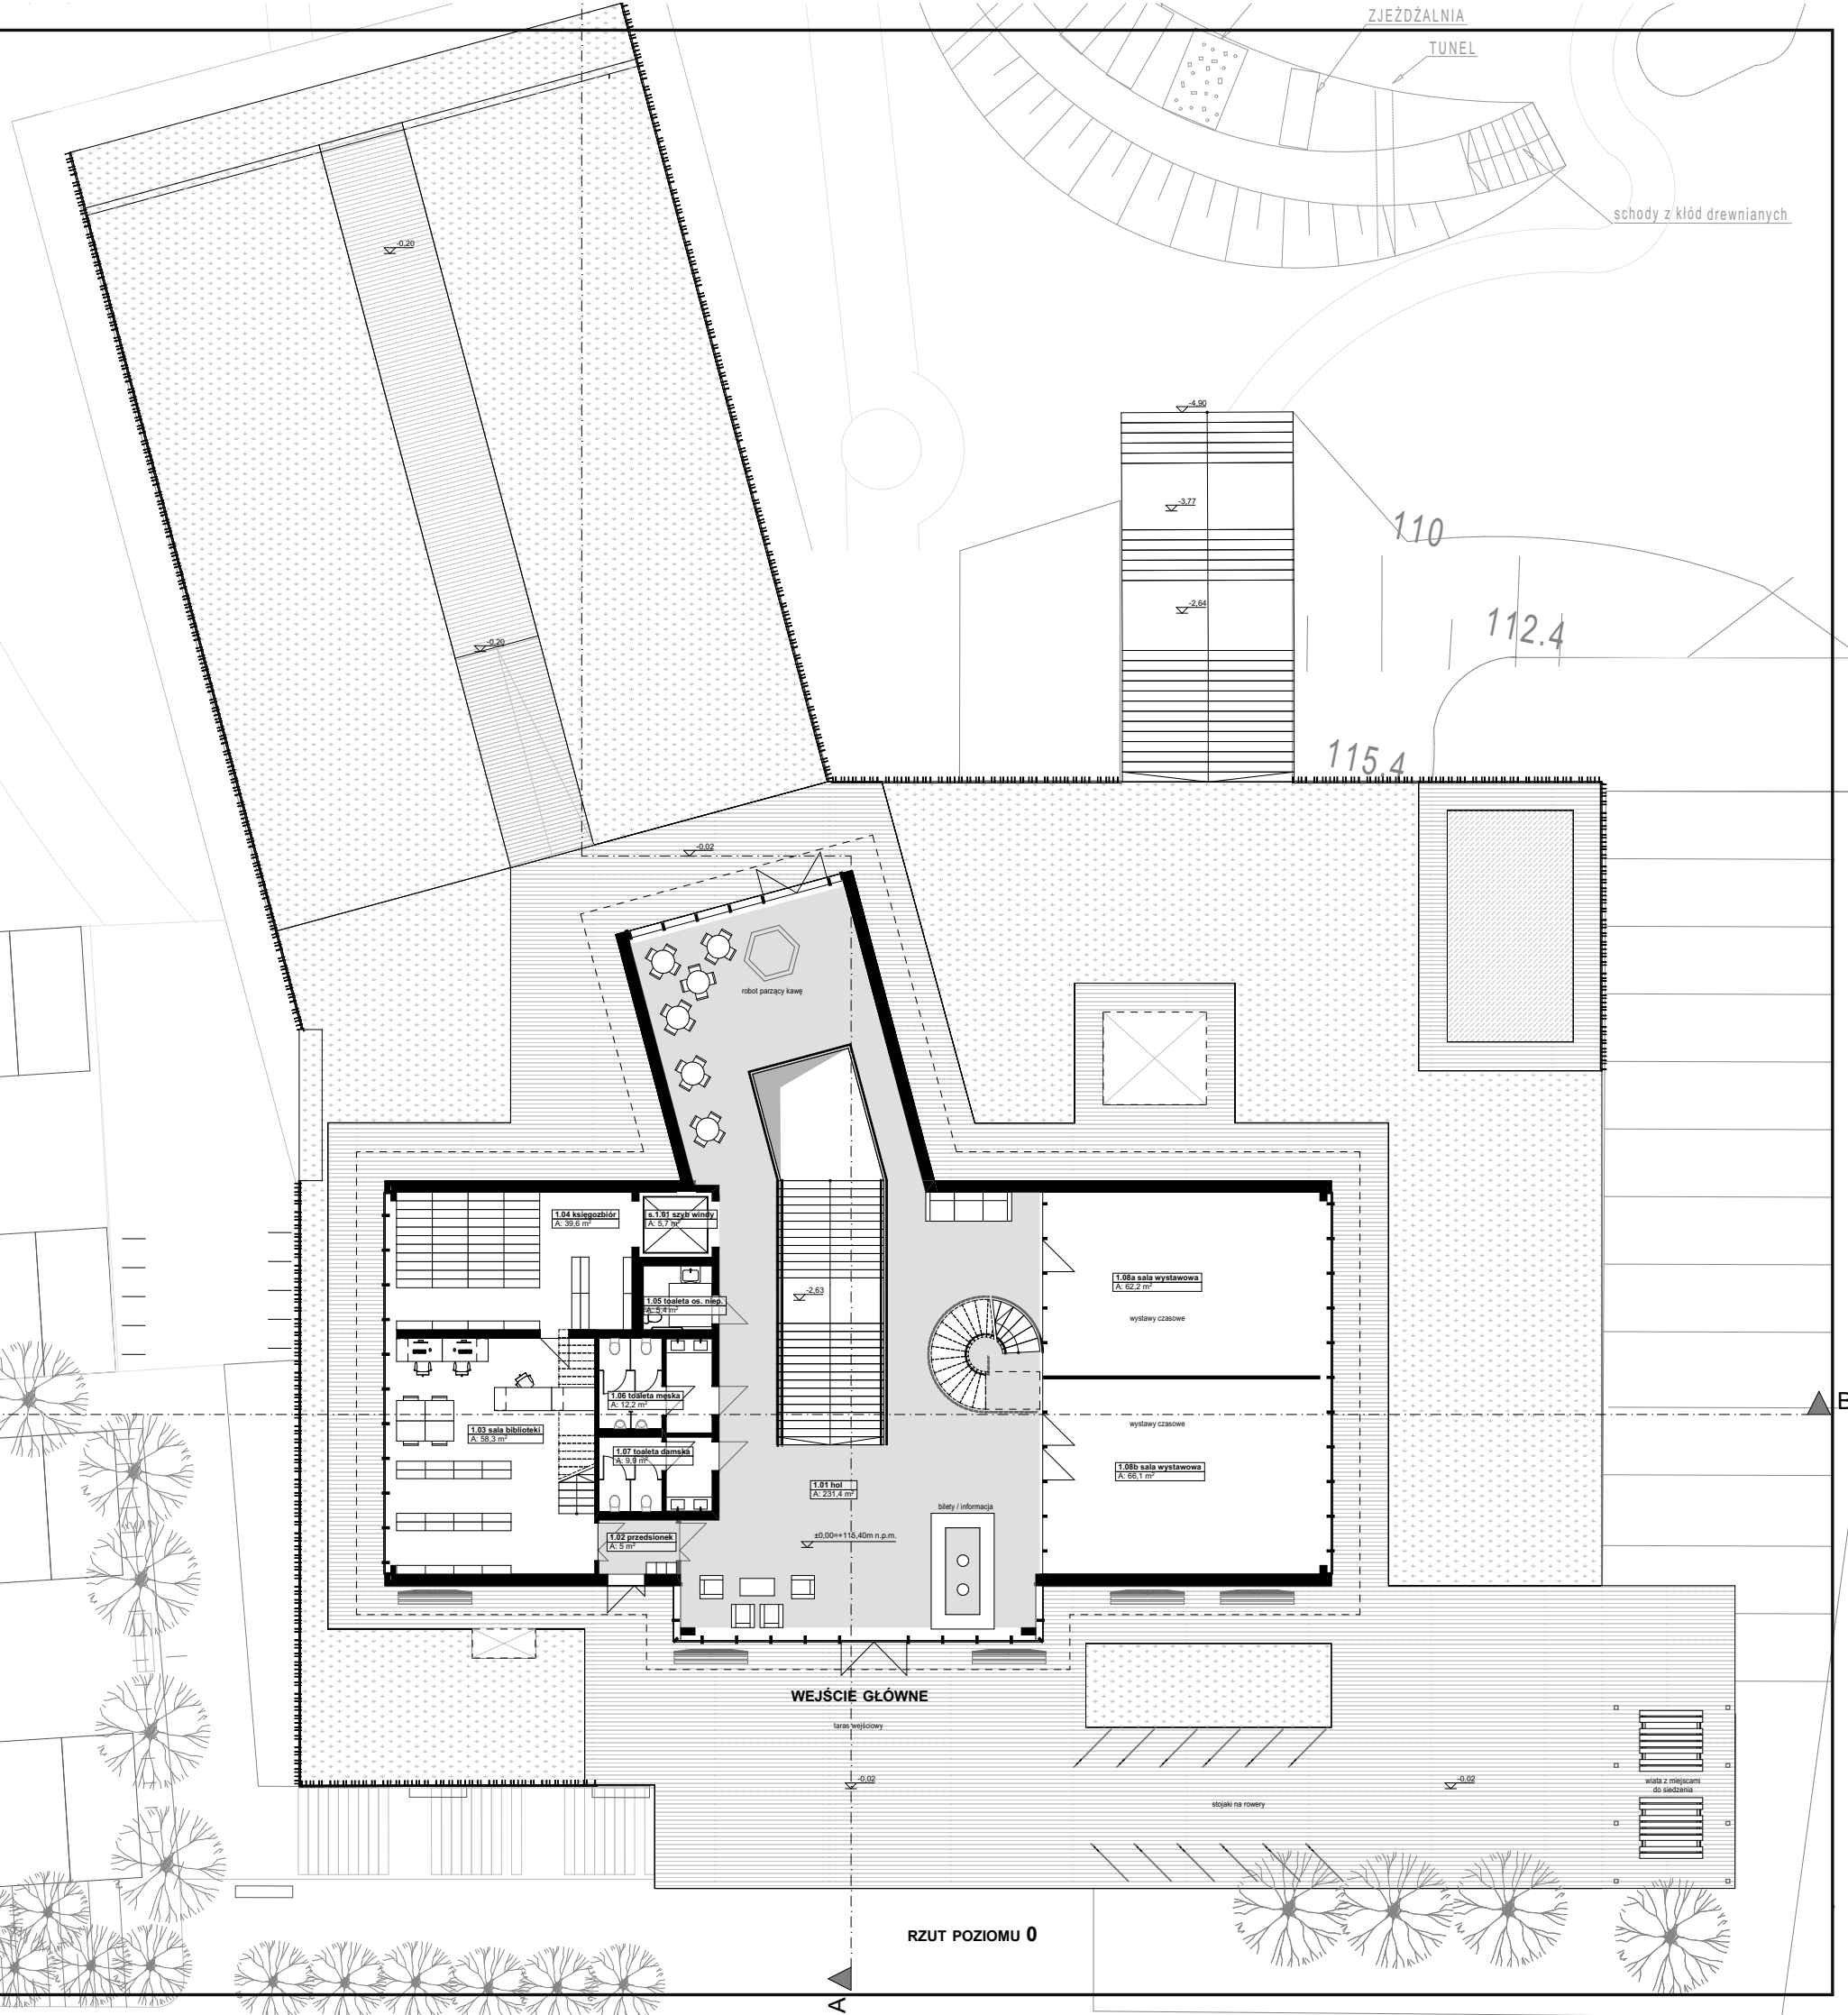 ZJEŻDŻALNIA
TUNEL
schody z kłód drewnianych
-0,20
-4,90
-3,77
110
-2,64
112.4
-0,20
115.4
-0,02
robot parzący kawę
1.04 księgozbiór
A: 39,6 m²
s.1.01 szyb windy
A: 5,7 m²
1.05 toaleta os. niep.
A: 5,4 m²
-2,63
1.08a sala wystawowa
A: 62,2 m²
wystawy czasowe
1.06 toaleta męska
A: 12,2 m²
1.03 sala biblioteki
A: 58,3 m²
1.07 toaleta damska
A: 9,9 m²
wystawy czasowe
B
1.08b sala wystawowa
A: 66,1 m²
1.01 hol
A: 231,4 m²
bilety / informacja
1.02 przedsionek
A: 5 m²
±0,00=+115,40m n.p.m.
WEJŚCIE GŁÓWNE
taras wejściowy
-0,02
-0,02
wiata z miejscami
do siedzenia
stojaki na rowery
RZUT POZIOMU 0
A